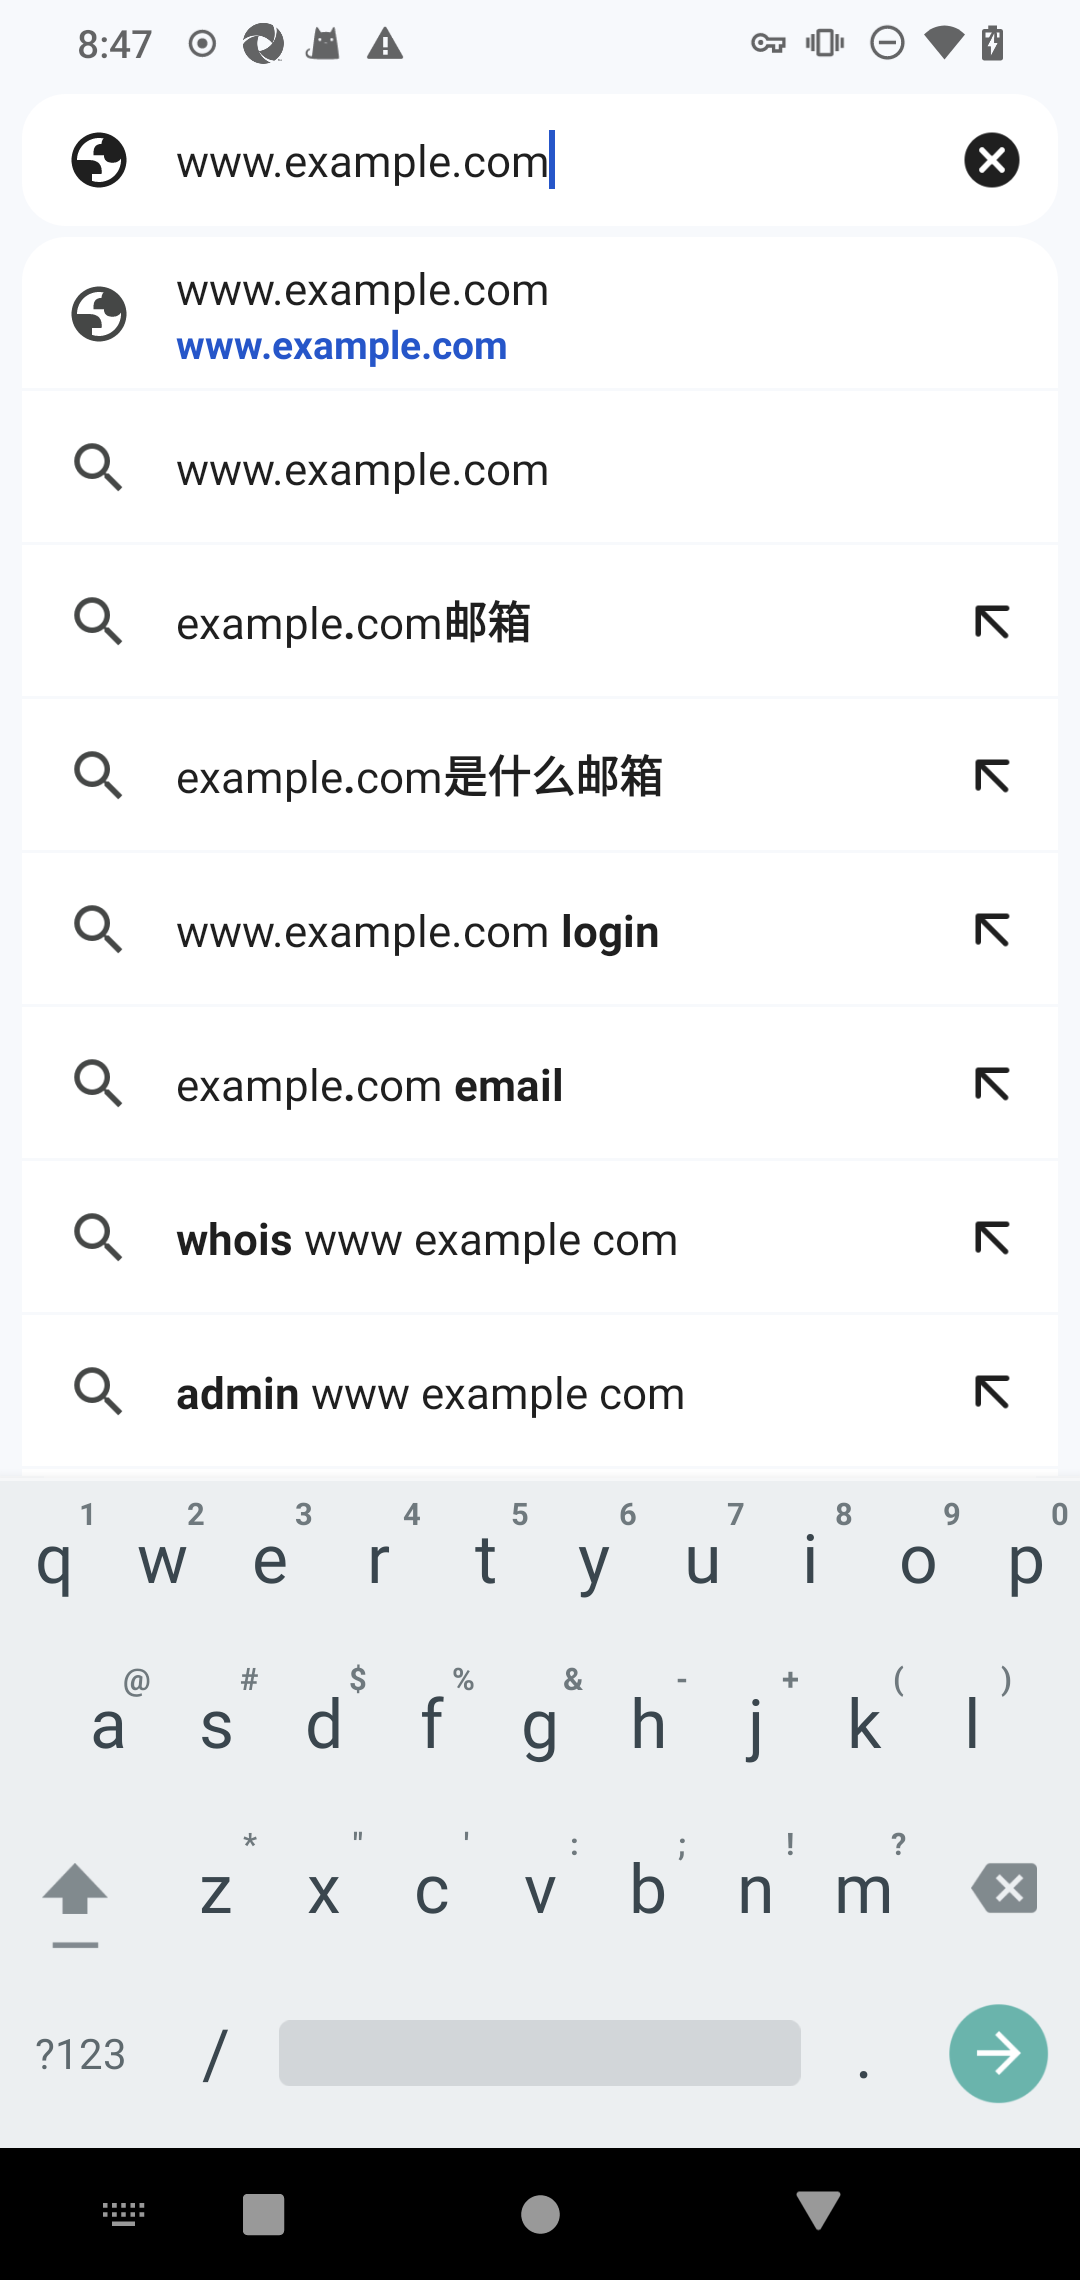 8:47
www.example.com
www.example.com
www.example.com
www.example.com
example.com邮箱
example.com是什么邮箱
www.example.com login
example.com email
whois www example com
admin www example com
1 2 3 4 5 6 7 8 9 0
q w e r t y u i o p
@ # $ % & - + ( )
a s d f g h j k l
* " ' : ; ! ?
z x c v b n m
?123 / .